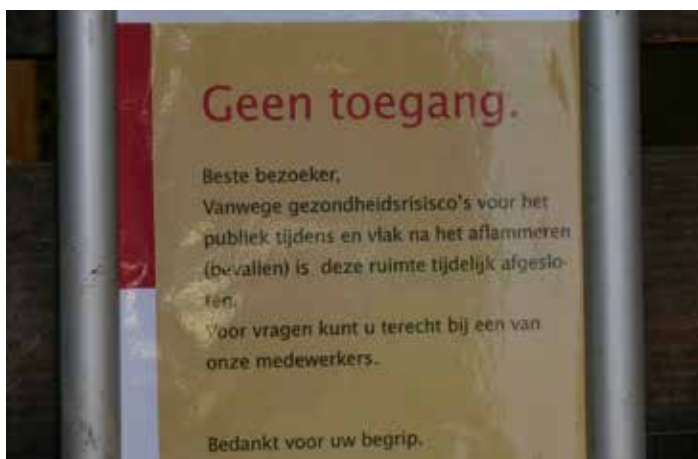 Geen toegang.
Beste bezoeker,
Vanwege gezondheidsrisisco's voor het
publiek tijdens en vlak na het aflammeren
(bevallen) is deze ruimte tijdelijk afgeslo-
ten.
Voor vragen kunt u terecht bij een van
onze medewerkers.
Bedankt voor uw begrip.